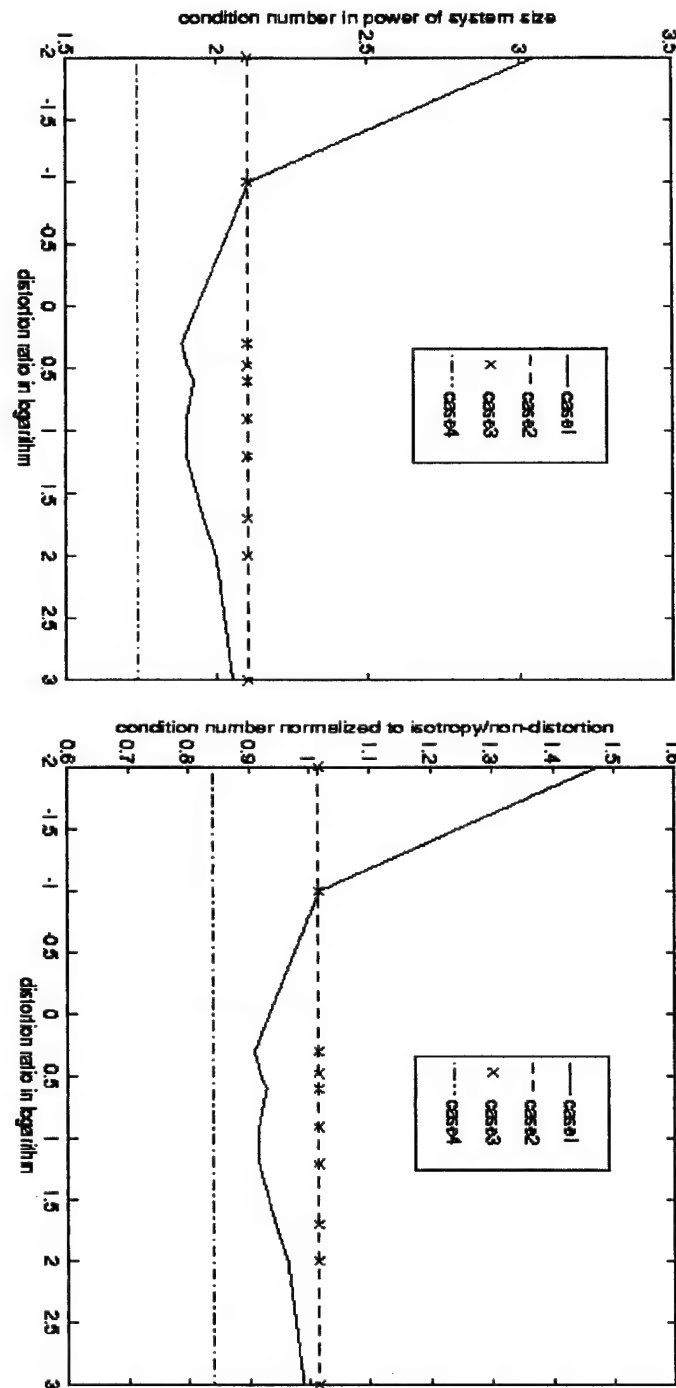 condition number in power of system size
1.5 2 2.5 3 3.5
-2
-1.5
-1
-0.5
0
0.5
1
1.5
2
2.5
3
distortion ratio in logarithm
case1
case2
case3
case4
condition number normalized to isotropy/non-distortion
0.6 0.7 0.8 0.9 1 1.1 1.2 1.3 1.4 1.5 1.6
-2
-1.5
-1
-0.5
0
0.5
1
1.5
2
2.5
3
distortion ratio in logarithm
case1
case2
case3
case4